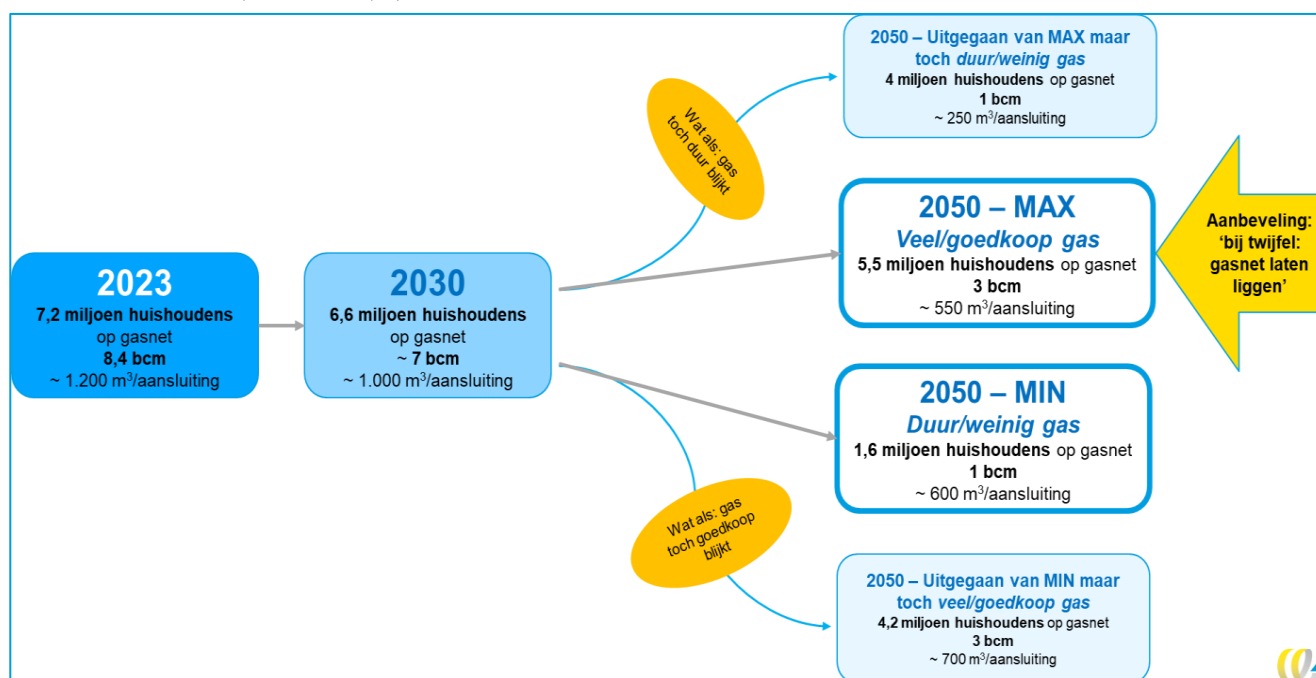 2023
7,2 miljoen huishoudens
op gasnet
8,4 bcm
~ 1.200 m³/aansluiting
2030
6,6 miljoen huishoudens
op gasnet
~ 7 bcm
~ 1.000 m³/aansluiting
Wat als: gas
toch duur blijkt
Wat als: gas
toch goedkoop
blijkt
2050 – Uitgegaan van MAX maar
toch duur/weinig gas
4 miljoen huishoudens op gasnet
1 bcm
~ 250 m³/aansluiting
2050 – MAX
Veel/goedkoop gas
5,5 miljoen huishoudens op gasnet
3 bcm
~ 550 m³/aansluiting
2050 – MIN
Duur/weinig gas
1,6 miljoen huishoudens op gasnet
1 bcm
~ 600 m³/aansluiting
2050 – Uitgegaan van MIN maar
toch veel/goedkoop gas
4,2 miljoen huishoudens op gasnet
3 bcm
~ 700 m³/aansluiting
Aanbeveling:
‘bij twijfel:
gasnet laten
liggen’